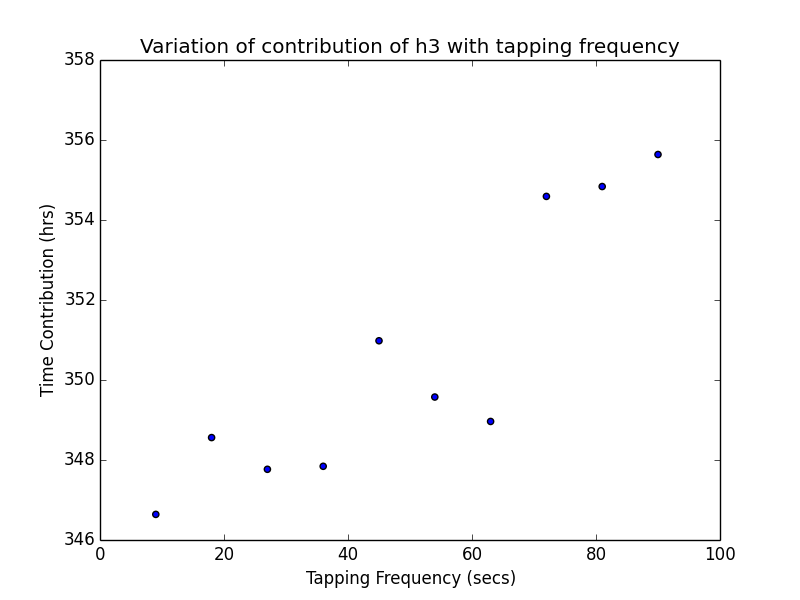 Variation of contribution of h3 with tapping frequency
358
356
354
352
350
348
346
Time Contribution (hrs)
0 20 40 60 80 100
Tapping Frequency (secs)